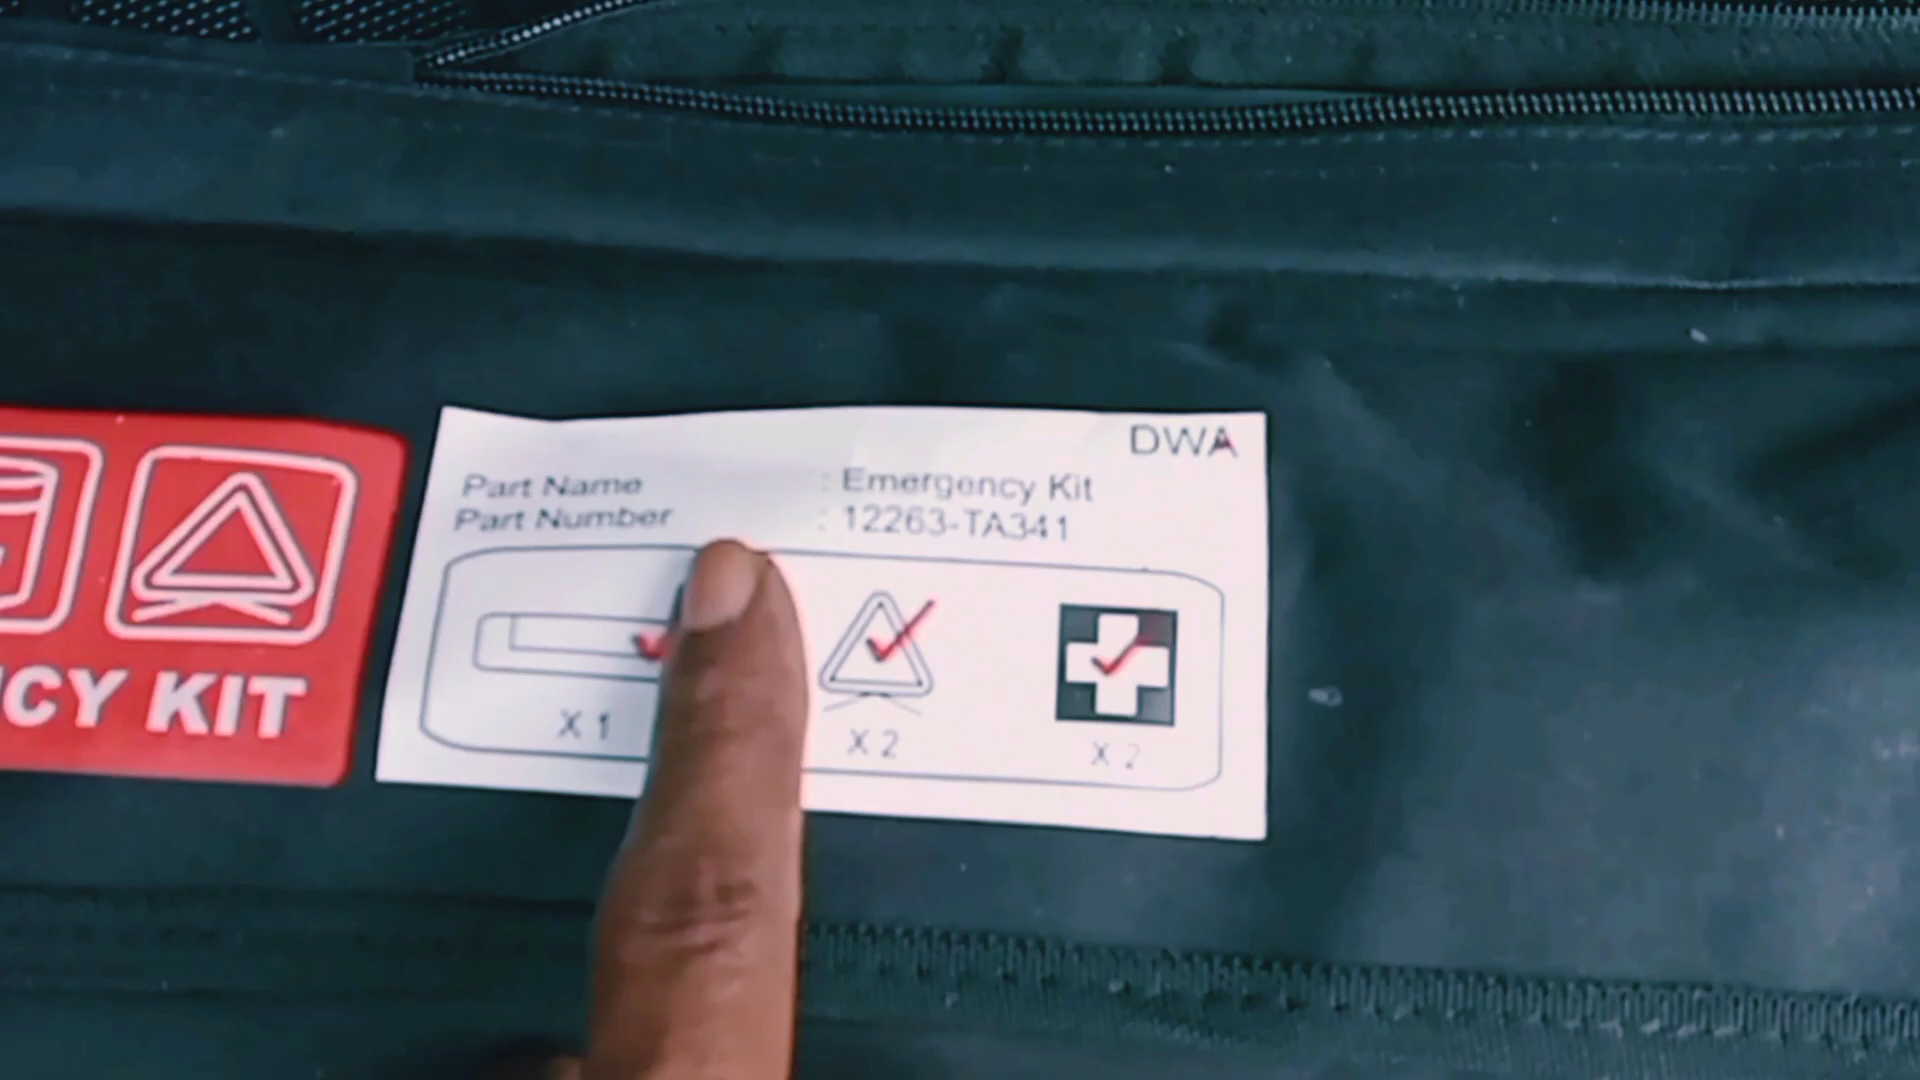 DWA
Part Name : Emergency Kit
Part Number : 12263-TA341
X 1
X 2
X 2
CY KIT